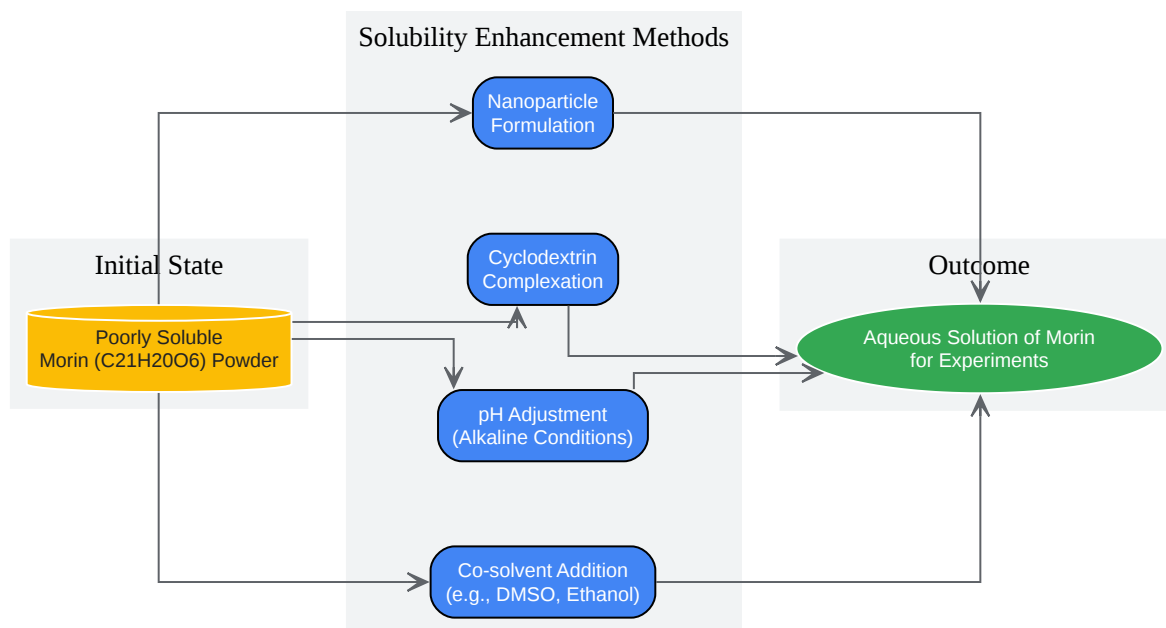 Solubility Enhancement Methods
Nanoparticle
Formulation
Initial State
Cyclodextrin
Complexation
Outcome
Poorly Soluble
Morin (C21H20O6) Powder
Aqueous Solution of Morin
for Experiments
pH Adjustment
(Alkaline Conditions)
Co-solvent Addition
(e.g., DMSO, Ethanol)